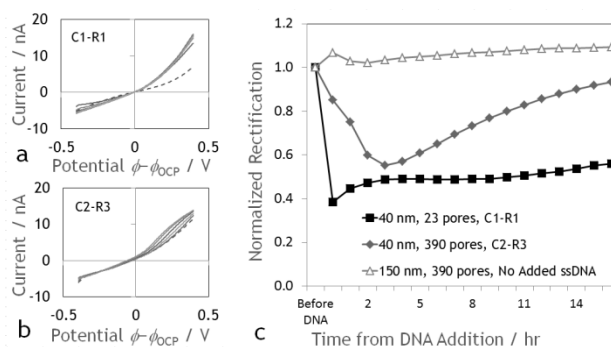 C1-R1
Current / nA
20
10
0
-10
-0.5
0
0.5
a
Potential ϕ–ϕOCP / V
C2-R3
Current / nA
20
10
0
-10
-0.5
0
0.5
b
Potential ϕ–ϕOCP / V
Normalized Rectification
1.2
1.0
0.8
0.6
0.4
0.2
0.0
40 nm, 23 pores, C1-R1
40 nm, 390 pores, C2-R3
150 nm, 390 pores, No Added ssDNA
Before DNA
2
5
8
11
14
c
Time from DNA Addition / hr